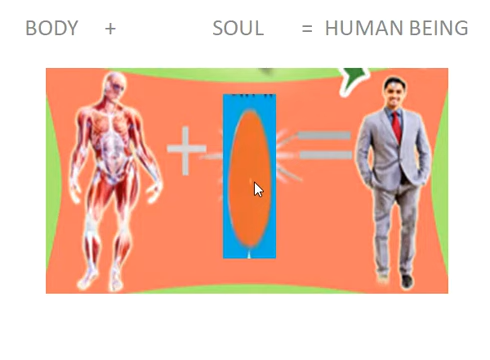 BODY + SOUL = HUMAN BEING
+ =